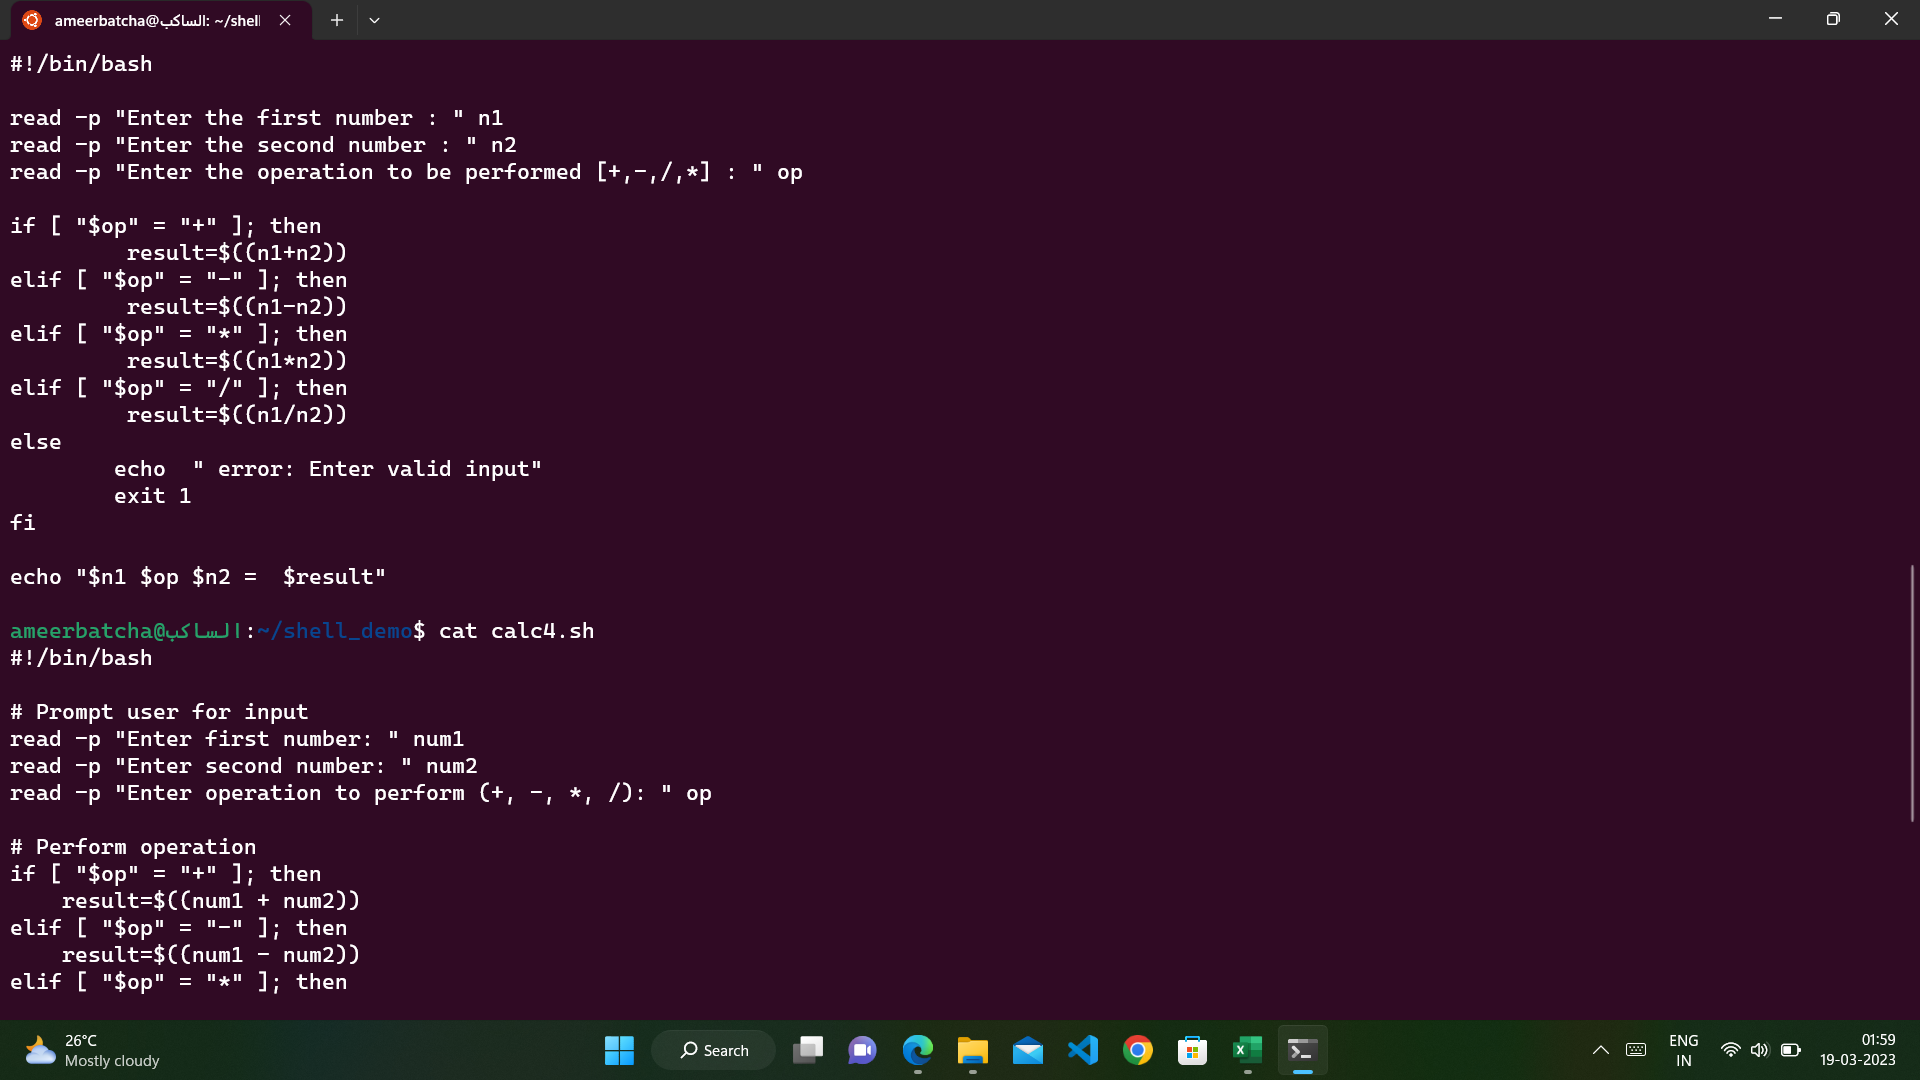 ameerbatcha@الساكب: ~/shell
#!/bin/bash
read -p "Enter the first number : " n1
read -p "Enter the second number : " n2
read -p "Enter the operation to be performed [+,-,/,*] : " op
if [ "$op" = "+" ]; then
result=$((n1+n2))
elif [ "$op" = "-" ]; then
result=$((n1-n2))
elif [ "$op" = "*" ]; then
result=$((n1*n2))
elif [ "$op" = "/" ]; then
result=$((n1/n2))
else
echo  " error: Enter valid input"
exit 1
fi
echo "$n1 $op $n2 =  $result"
ameerbatcha@الساكب:~/shell_demo$ cat calc4.sh
#!/bin/bash
# Prompt user for input
read -p "Enter first number: " num1
read -p "Enter second number: " num2
read -p "Enter operation to perform (+, -, *, /): " op
# Perform operation
if [ "$op" = "+" ]; then
result=$((num1 + num2))
elif [ "$op" = "-" ]; then
result=$((num1 - num2))
elif [ "$op" = "*" ]; then
26°C
Mostly cloudy
Search
ENG
IN
01:59
19-03-2023